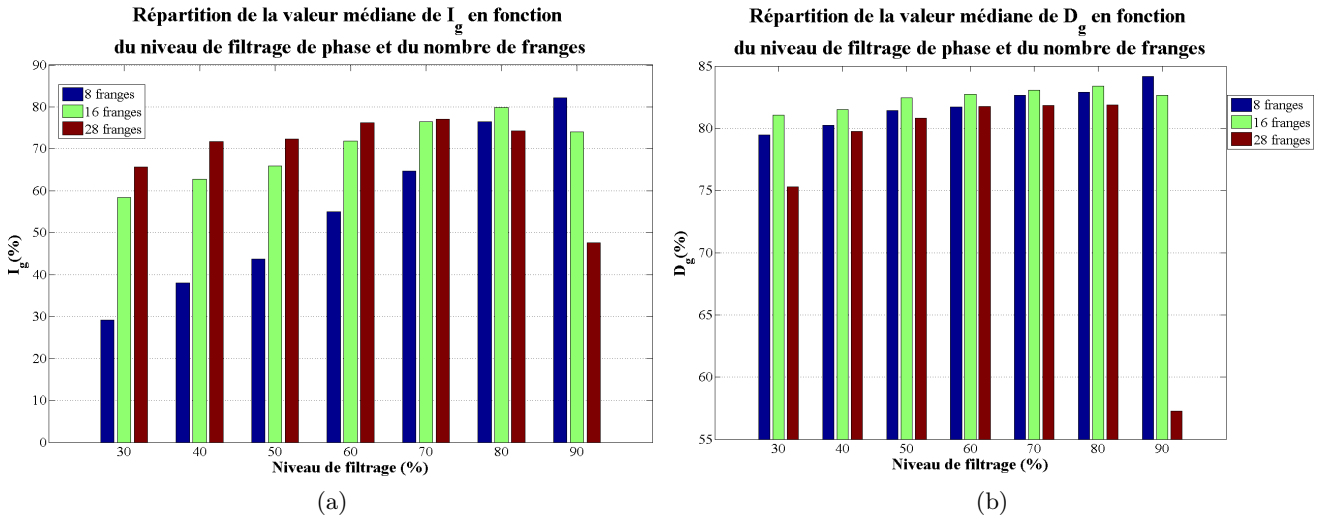 Répartition de la valeur médiane de I_g en fonction
du niveau de filtrage de phase et du nombre de franges
90
80
70
60
50
40
30
20
10
0
I_g(%)
8 franges
16 franges
28 franges
30 40 50 60 70 80 90
Niveau de filtrage (%)
(a)
Répartition de la valeur médiane de D_g en fonction
du niveau de filtrage de phase et du nombre de franges
85
80
75
70
65
60
55
D_g(%)
8 franges
16 franges
28 franges
30 40 50 60 70 80 90
Niveau de filtrage (%)
(b)